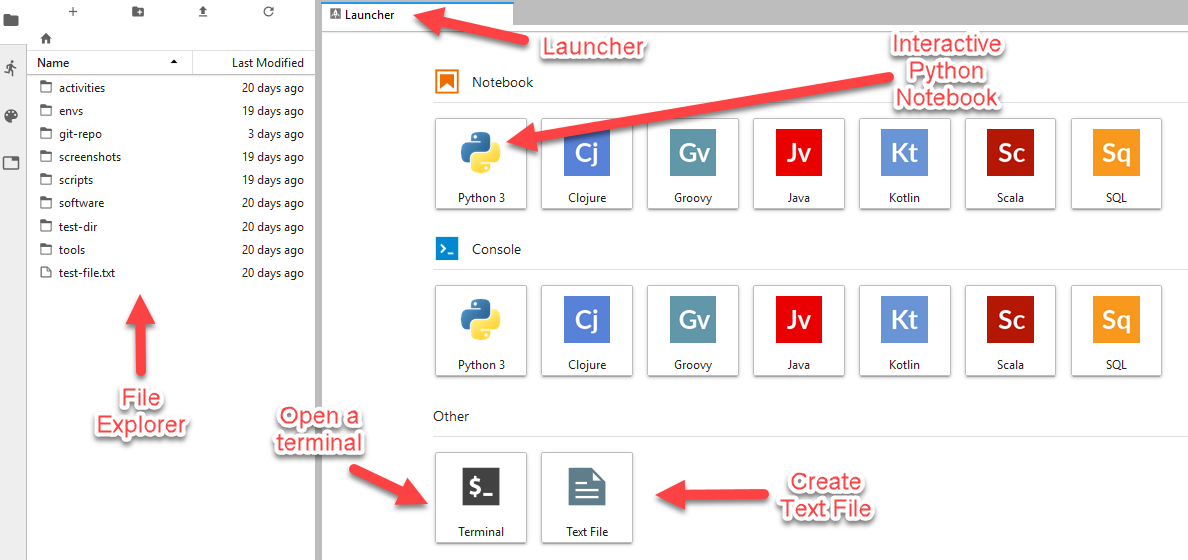 Launcher
Launcher
Interactive
Python
Notebook
Name
Last Modified
activities 20 days ago
envs 19 days ago
git-repo 3 days ago
screenshots 19 days ago
scripts 19 days ago
software 20 days ago
test-dir 20 days ago
tools 20 days ago
test-file.txt 20 days ago
File
Explorer
Notebook
Cj Gv Jv Kt Sc Sq
Python 3 Clojure Groovy Java Kotlin Scala SQL
Console
Cj Gv Jv Kt Sc Sq
Python 3 Clojure Groovy Java Kotlin Scala SQL
Open a
terminal
Other
$_
Terminal Text File
Create
Text File